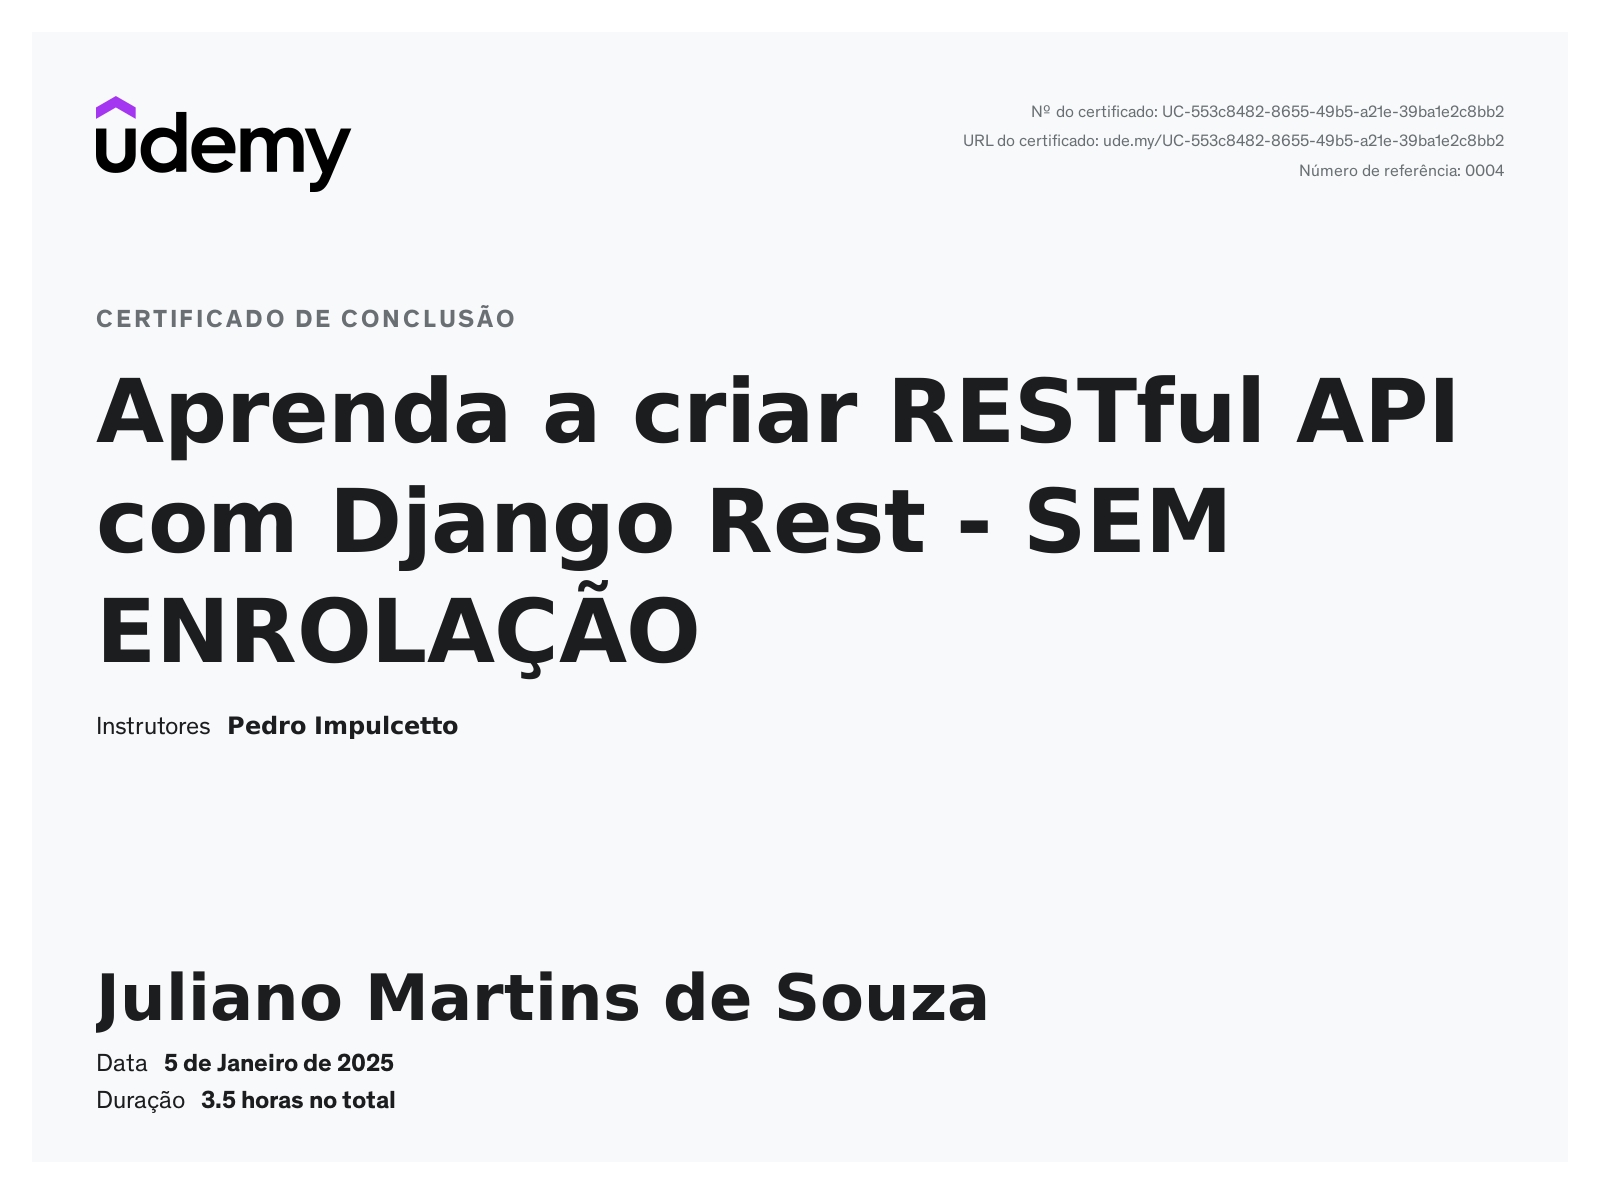 udemy
Nº do certificado: UC-553c8482-8655-49b5-a21e-39ba1e2c8bb2
URL do certificado: ude.my/UC-553c8482-8655-49b5-a21e-39ba1e2c8bb2
Número de referência: 0004
CERTIFICADO DE CONCLUSÃO
Aprenda a criar RESTful API
com Django Rest - SEM
ENROLAÇÃO
Instrutores Pedro Impulcetto
Juliano Martins de Souza
Data 5 de Janeiro de 2025
Duração 3.5 horas no total